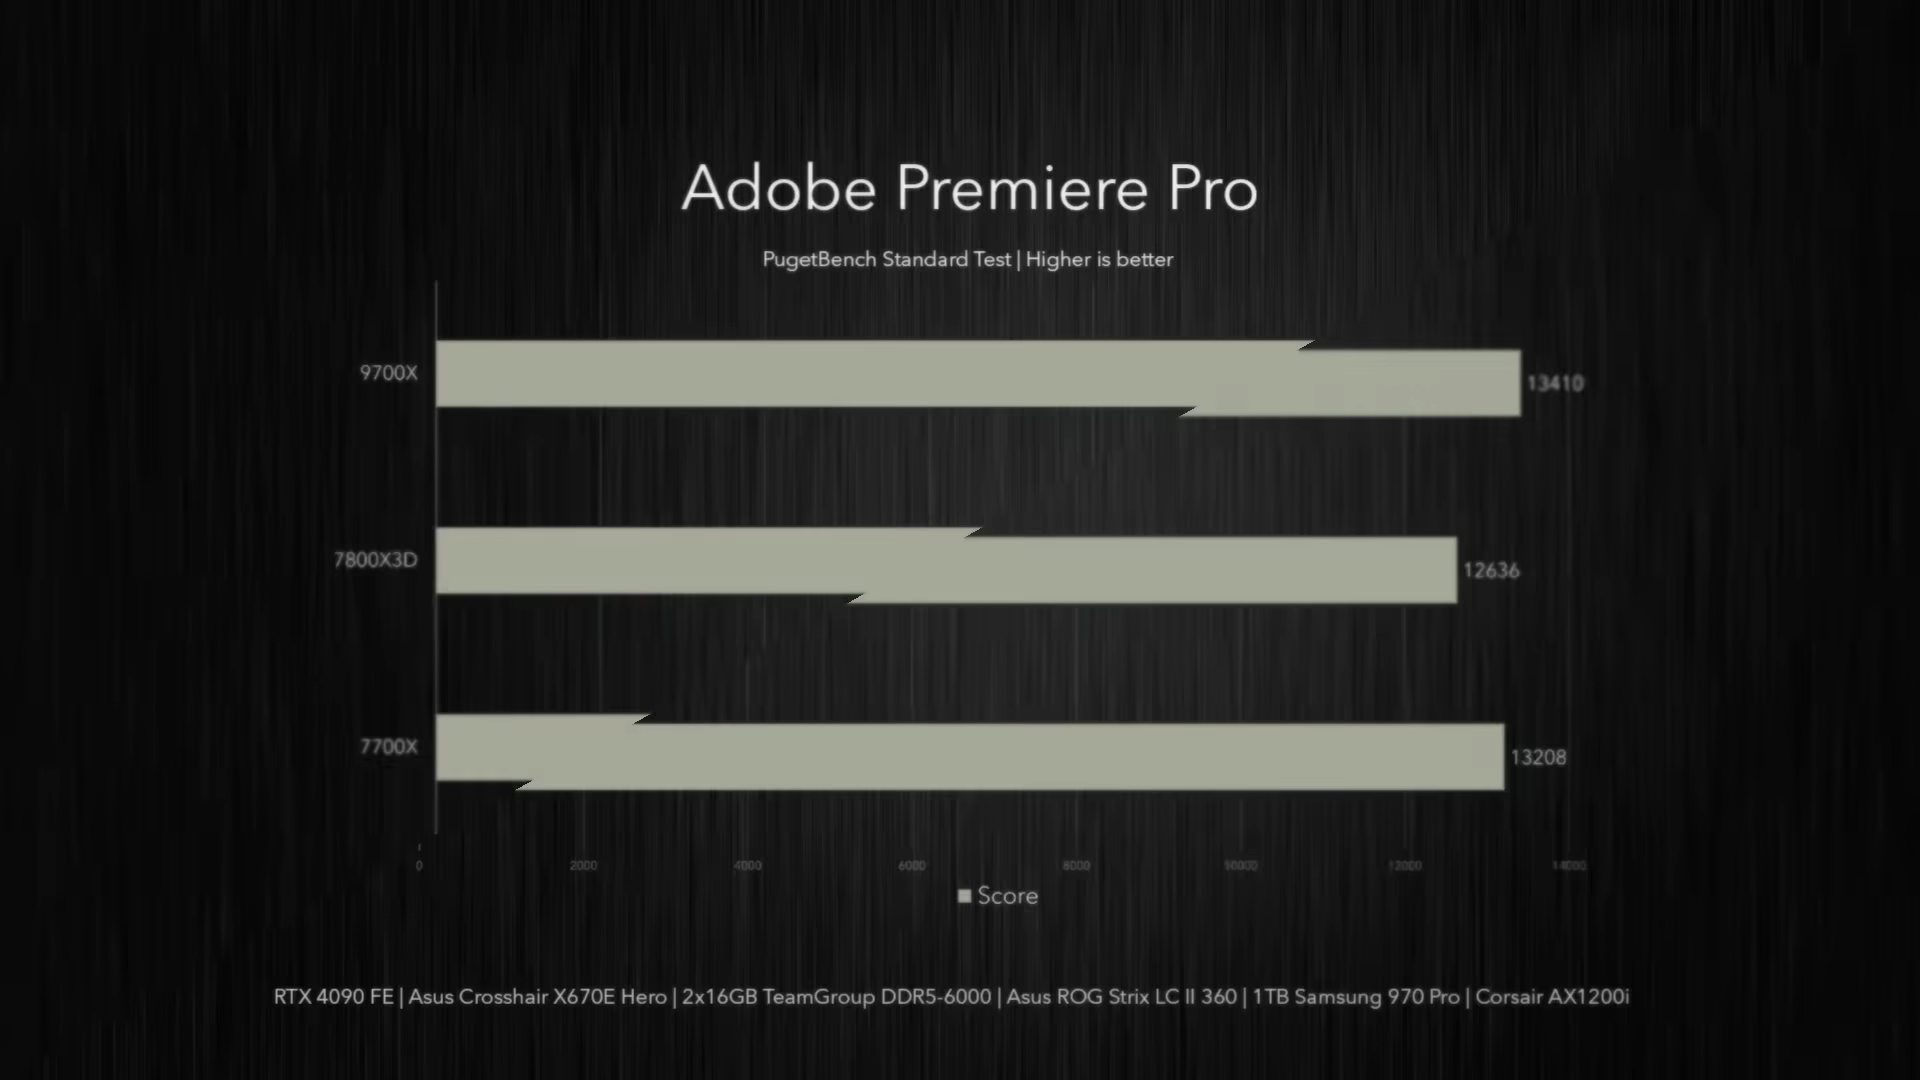 Adobe Premiere Pro
PugetBench Standard Test | Higher is better
9700X
13410
7800X3D
12636
7700X
13208
0 2000 4000 6000 8000 10000 12000 14000
Score
RTX 4090 FE | Asus Crosshair X670E Hero | 2x16GB TeamGroup DDR5-6000 | Asus ROG Strix LC II 360 | 1TB Samsung 970 Pro | Corsair AX1200i